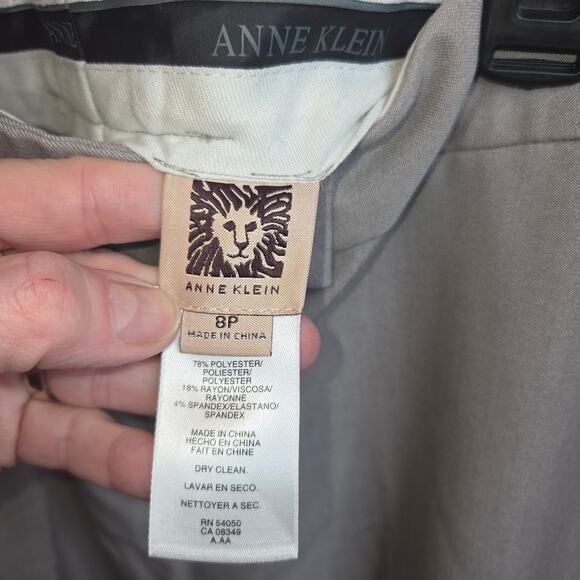 ANNE KLEIN
ANNE KLEIN
8P
MADE IN CHINA
78% POLYESTER/
POLIESTER/
POLYESTER
18% RAYON/VISCOSA/
RAYONNE
4% SPANDEX/ELASTANO/
SPANDEX
MADE IN CHINA
HECHO EN CHINA
FAIT EN CHINE
DRY CLEAN.
LAVAR EN SECO.
NETTOYER A SEC.
RN 54050
CA 08349
A.AA